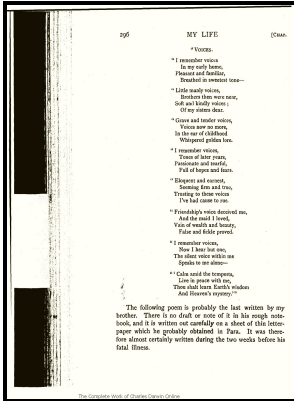 296 MY LIFE [CHAP.
"VOICES.
"I remember voices
In my early home,
Pleasant and familiar,
Breathed in sweetest tone—
"Little manly voices,
Brothers then were near,
Soft and kindly voices;
Of my sisters dear.
"Grave and tender voices,
Voices now no more,
In the ear of childhood
Whispered golden lore.
"I remember voices,
Tones of later years,
Passionate and tearful,
Full of hopes and fears.
"Eloquent and earnest,
Seeming firm and true,
Trusting to these voices
I've had cause to rue.
"Friendship's voice deceived me,
And the maid I loved,
Vain of wealth and beauty,
False and fickle proved.
"I remember voices,
Now I hear but one,
The silent voice within me
Speaks to me alone—
"'Calm amid the tempests,
Live in peace with me,
Thou shalt learn Earth's wisdom
And Heaven's mystery.'"
The following poem is probably the last written by my
brother. There is no draft or note of it in his rough note-
book, and it is written out carefully on a sheet of thin letter-
paper which he probably obtained in Para. It was there-
fore almost certainly written during the two weeks before his
fatal illness.
The Complete Work of Charles Darwin Online